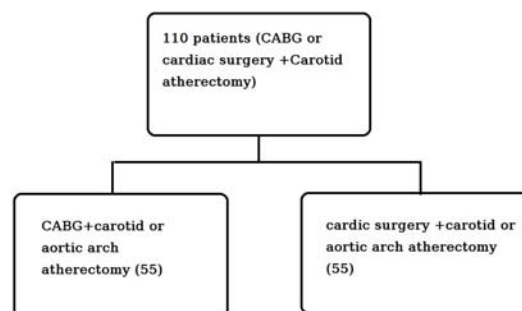 110 patients (CABG or
cardiac surgery +Carotid
atherectomy)
CABG+carotid or
aortic arch
atherectomy (55)
cardic surgery +carotid or
aortic arch atherectomy
(55)